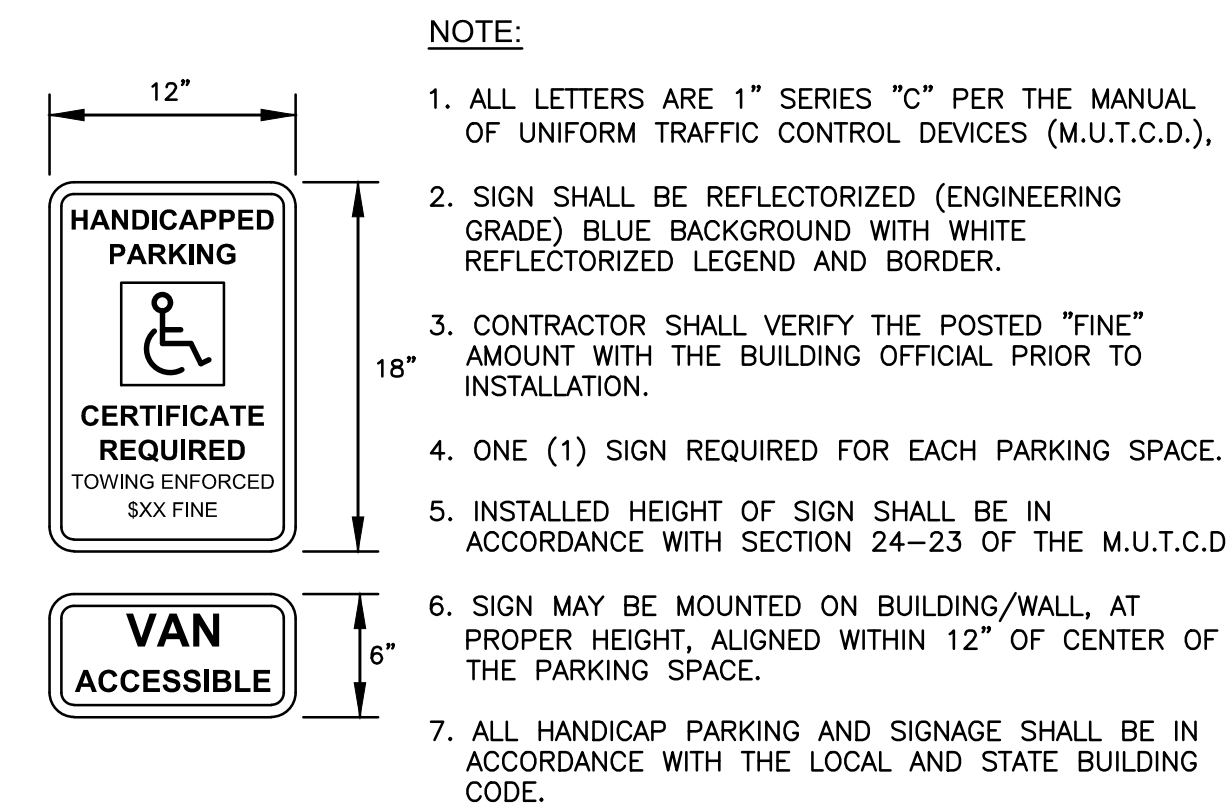 12”
HANDICAPPED
PARKING
CERTIFICATE
REQUIRED
TOWING ENFORCED
$XX FINE
18”
VAN
ACCESSIBLE
6”
NOTE:
1. ALL LETTERS ARE 1” SERIES ”C” PER THE MANUAL
OF UNIFORM TRAFFIC CONTROL DEVICES (M.U.T.C.D.),
2. SIGN SHALL BE REFLECTORIZED (ENGINEERING
GRADE) BLUE BACKGROUND WITH WHITE
REFLECTORIZED LEGEND AND BORDER.
3. CONTRACTOR SHALL VERIFY THE POSTED ”FINE”
AMOUNT WITH THE BUILDING OFFICIAL PRIOR TO
INSTALLATION.
4. ONE (1) SIGN REQUIRED FOR EACH PARKING SPACE.
5. INSTALLED HEIGHT OF SIGN SHALL BE IN
ACCORDANCE WITH SECTION 24–23 OF THE M.U.T.C.D
6. SIGN MAY BE MOUNTED ON BUILDING/WALL, AT
PROPER HEIGHT, ALIGNED WITHIN 12” OF CENTER OF
THE PARKING SPACE.
7. ALL HANDICAP PARKING AND SIGNAGE SHALL BE IN
ACCORDANCE WITH THE LOCAL AND STATE BUILDING
CODE.